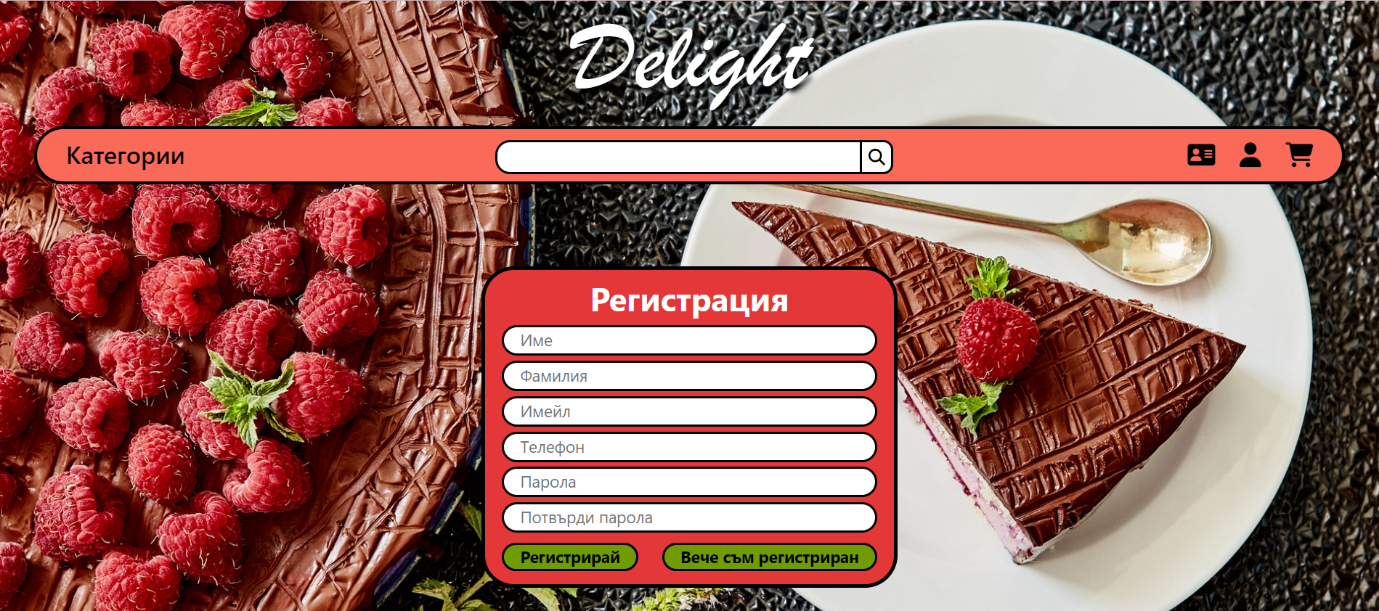 Delight
Категории
Регистрация
Име
Фамилия
Имейл
Телефон
Парола
Потвърди парола
Регистрирай Вече съм регистриран